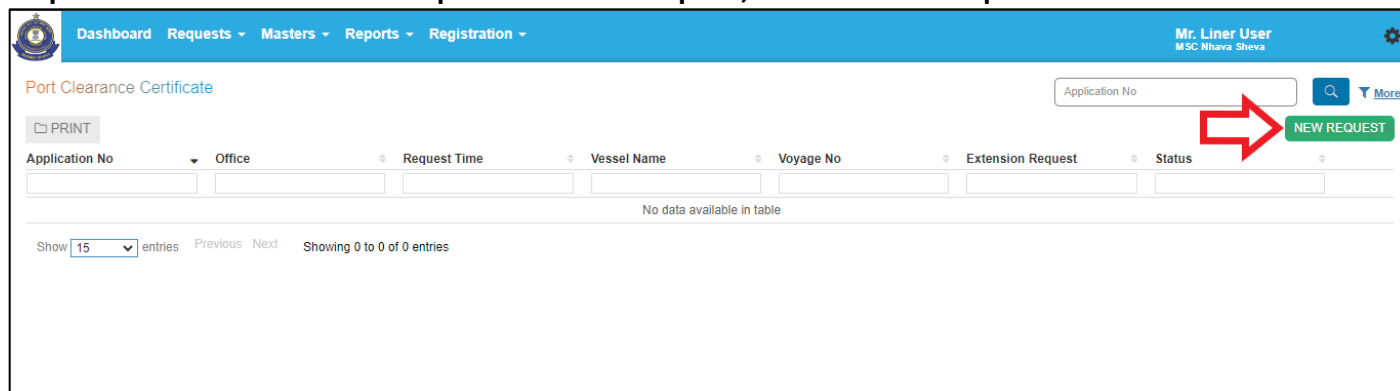 Dashboard Requests Masters Reports Registration
Mr. Liner User
MSC Nhava Sheva
Port Clearance Certificate
Application No
More
PRINT
NEW REQUEST
Application No Office Request Time Vessel Name Voyage No Extension Request Status
No data available in table
Show 15 entries Previous Next Showing 0 to 0 of 0 entries